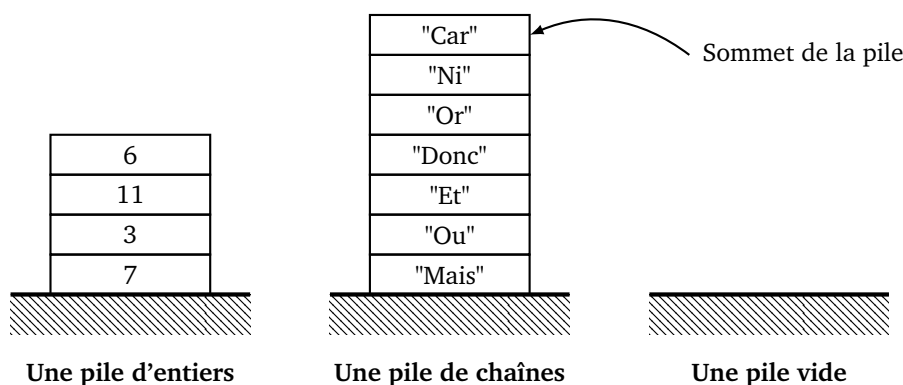 "Car"
Sommet de la pile
"Ni"
"Or"
6
"Donc"
11
"Et"
3
"Ou"
7
"Mais"
Une pile d'entiers
Une pile de chaînes
Une pile vide